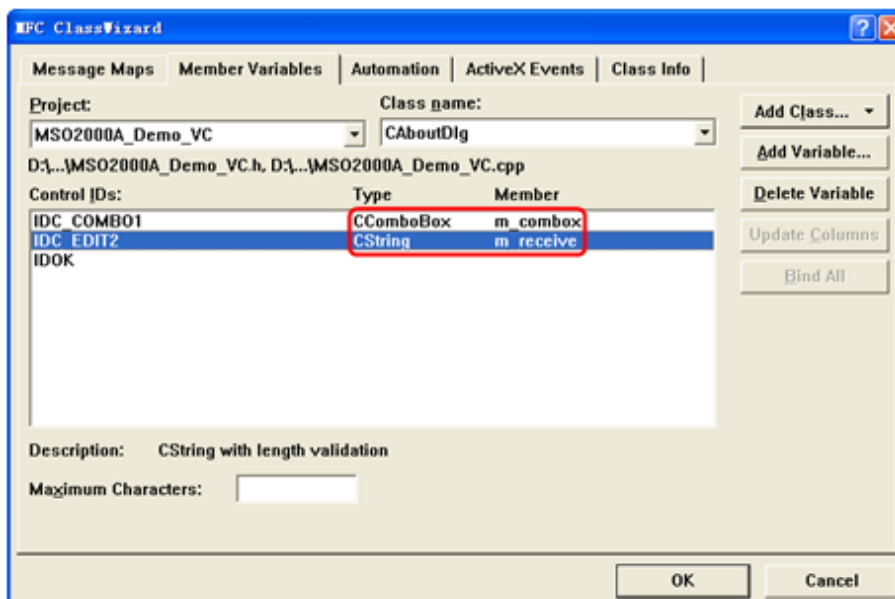 MFC ClassWizard
Message Maps Member Variables Automation ActiveX Events Class Info
Project: Class name:
MSO2000A_Demo_VC CAboutDlg
Add Class...
D:\...\MSO2000A_Demo_VC.h, D:\...\MSO2000A_Demo_VC.cpp
Add Variable...
Control IDs: Type Member
Delete Variable
IDC_COMBO1 CComboBox m_combox
IDC_EDIT2 CString m_receive
Update Columns
IDOK
Bind All
Description: CString with length validation
Maximum Characters:
OK Cancel